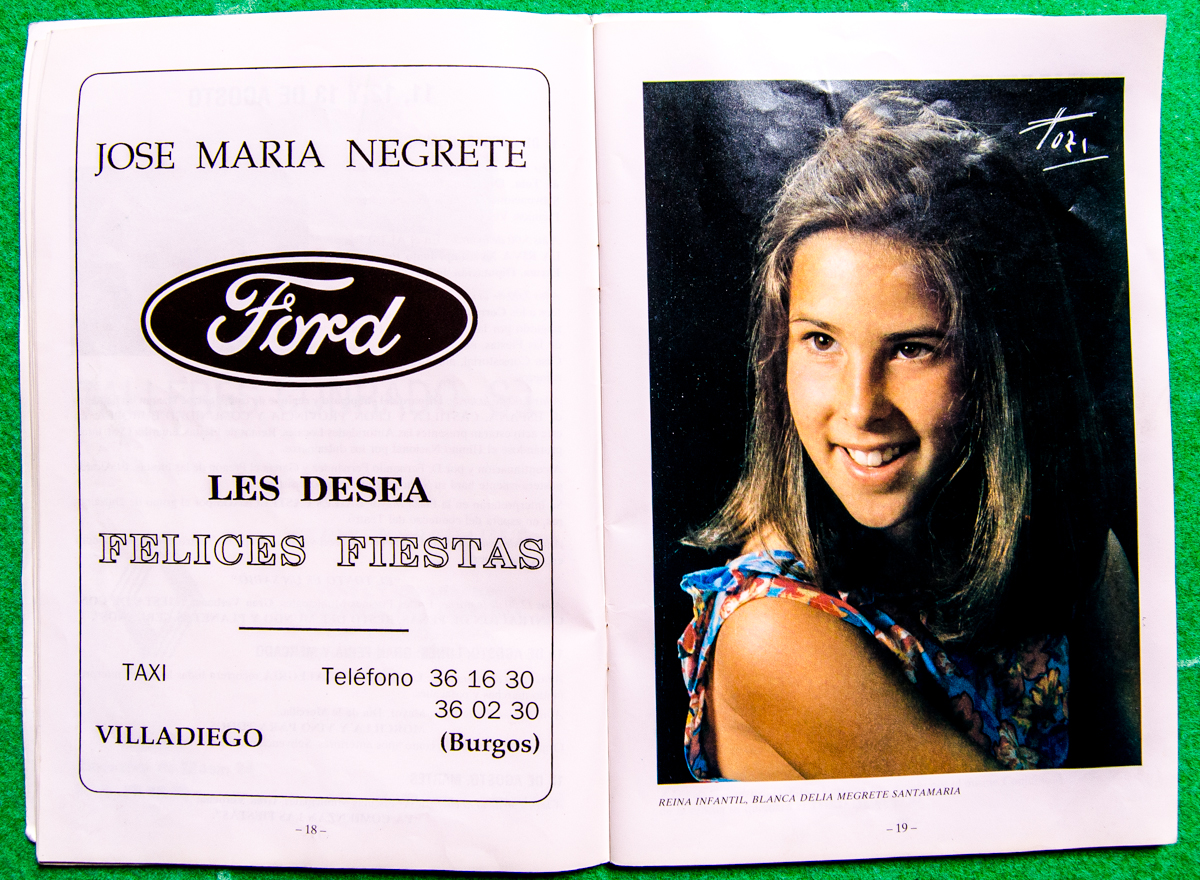 JOSE MARIA NEGRETE
Ford
LES DESEA
FELICES FIESTAS
TAXI Teléfono 36 16 30
36 02 30
VILLADIEGO (Burgos)
– 18 –
REINA INFANTIL, BLANCA DELIA MEGRETE SANTAMARIA
– 19 –